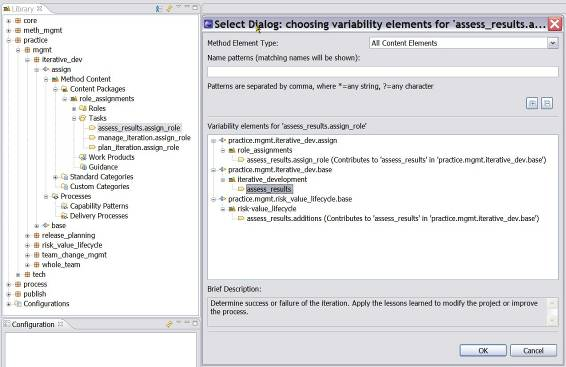 Library
core
meth_mgmt
practice
mgmt
iterative_dev
assign
Method Content
Content Packages
role_assignments
Roles
Tasks
assess_results.assign_role
manage_iteration.assign_role
plan_iteration.assign_role
Work Products
Guidance
Standard Categories
Custom Categories
Processes
Capability Patterns
Delivery Processes
base
release_planning
risk_value_lifecycle
team_change_mgmt
whole_team
tech
process
publish
Configurations
Configuration
Select Dialog: choosing variability elements for 'assess_results.a...
Method Element Type:
All Content Elements
Name patterns (matching names will be shown):
Patterns are separated by comma, where *=any string, ?=any character
Variability elements for 'assess_results.assign_role'
practice.mgmt.iterative_dev.assign
role_assignments
assess_results.assign_role (Contributes to 'assess_results' in 'practice.mgmt.iterative_dev.base')
practice.mgmt.iterative_dev.base
iterative_development
assess_results
practice.mgmt.risk_value_lifecycle.base
risk-value_lifecycle
assess_results.additions (Contributes to 'assess_results' in 'practice.mgmt.iterative_dev.base')
Brief Description:
Determine success or failure of the iteration. Apply the lessons learned to modify the project or improve
the process.
OK
Cancel